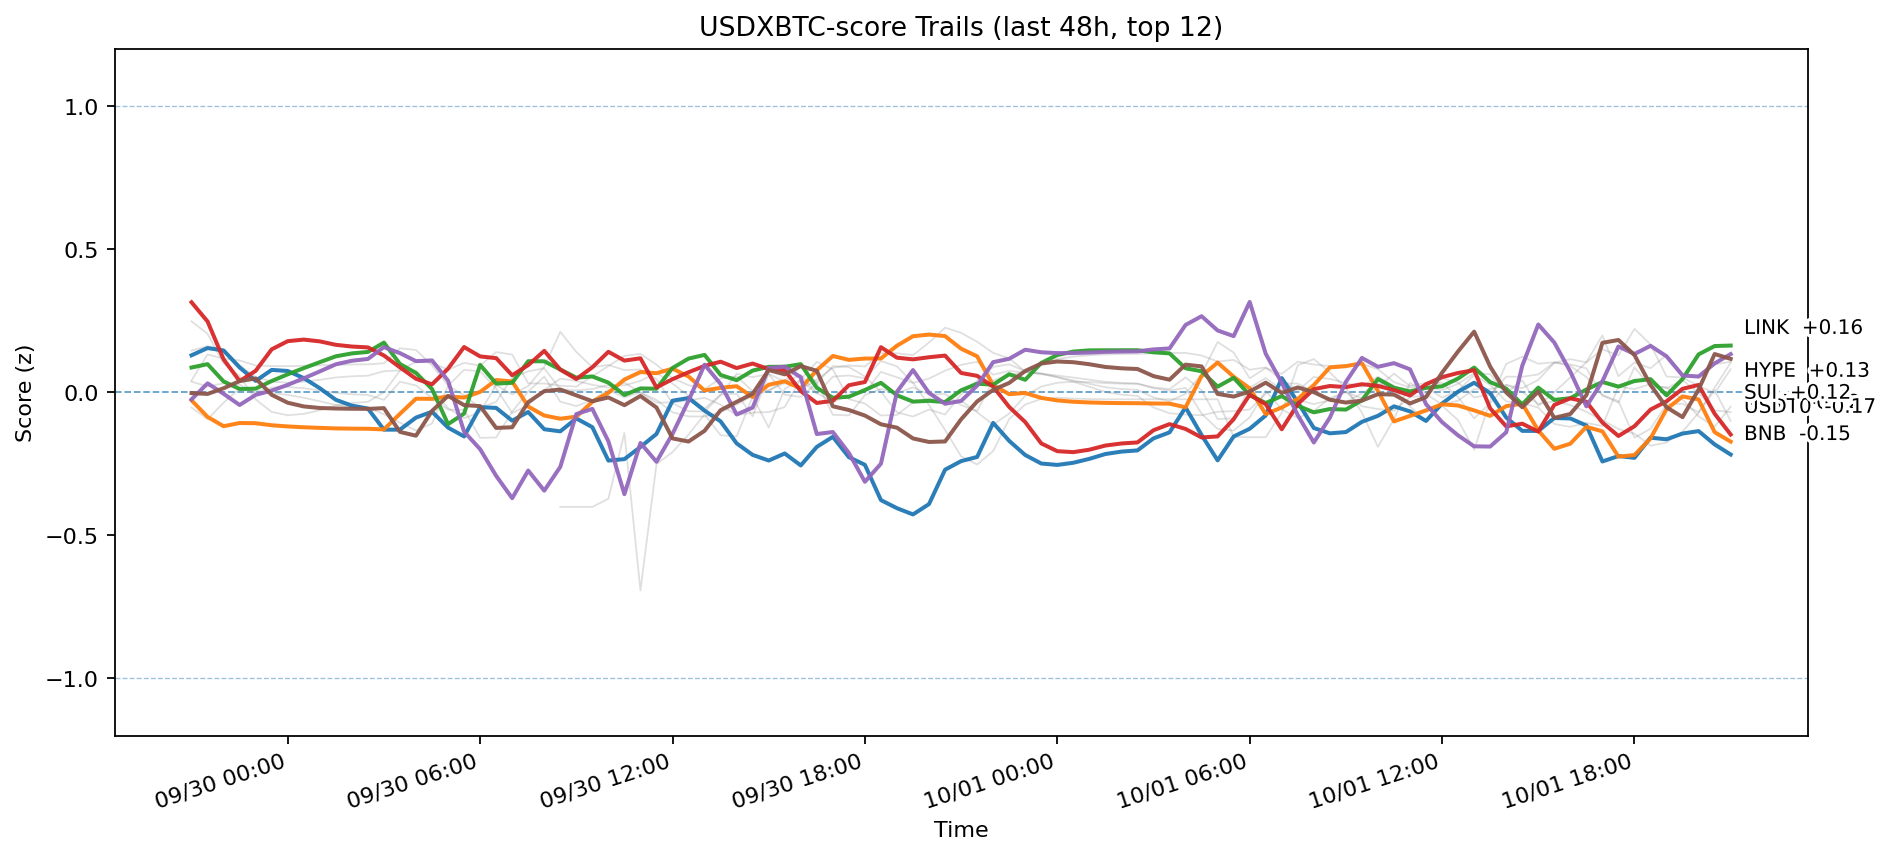 USDXBTC-score Trails (last 48h, top 12)
Score (z)
1.0
0.5
0.0
−0.5
−1.0
LINK +0.16
HYPE +0.13
SUI +0.12
USDT0 -0.17
BNB -0.15
09/30 00:00
09/30 06:00
09/30 12:00
09/30 18:00
10/01 00:00
10/01 06:00
10/01 12:00
10/01 18:00
Time